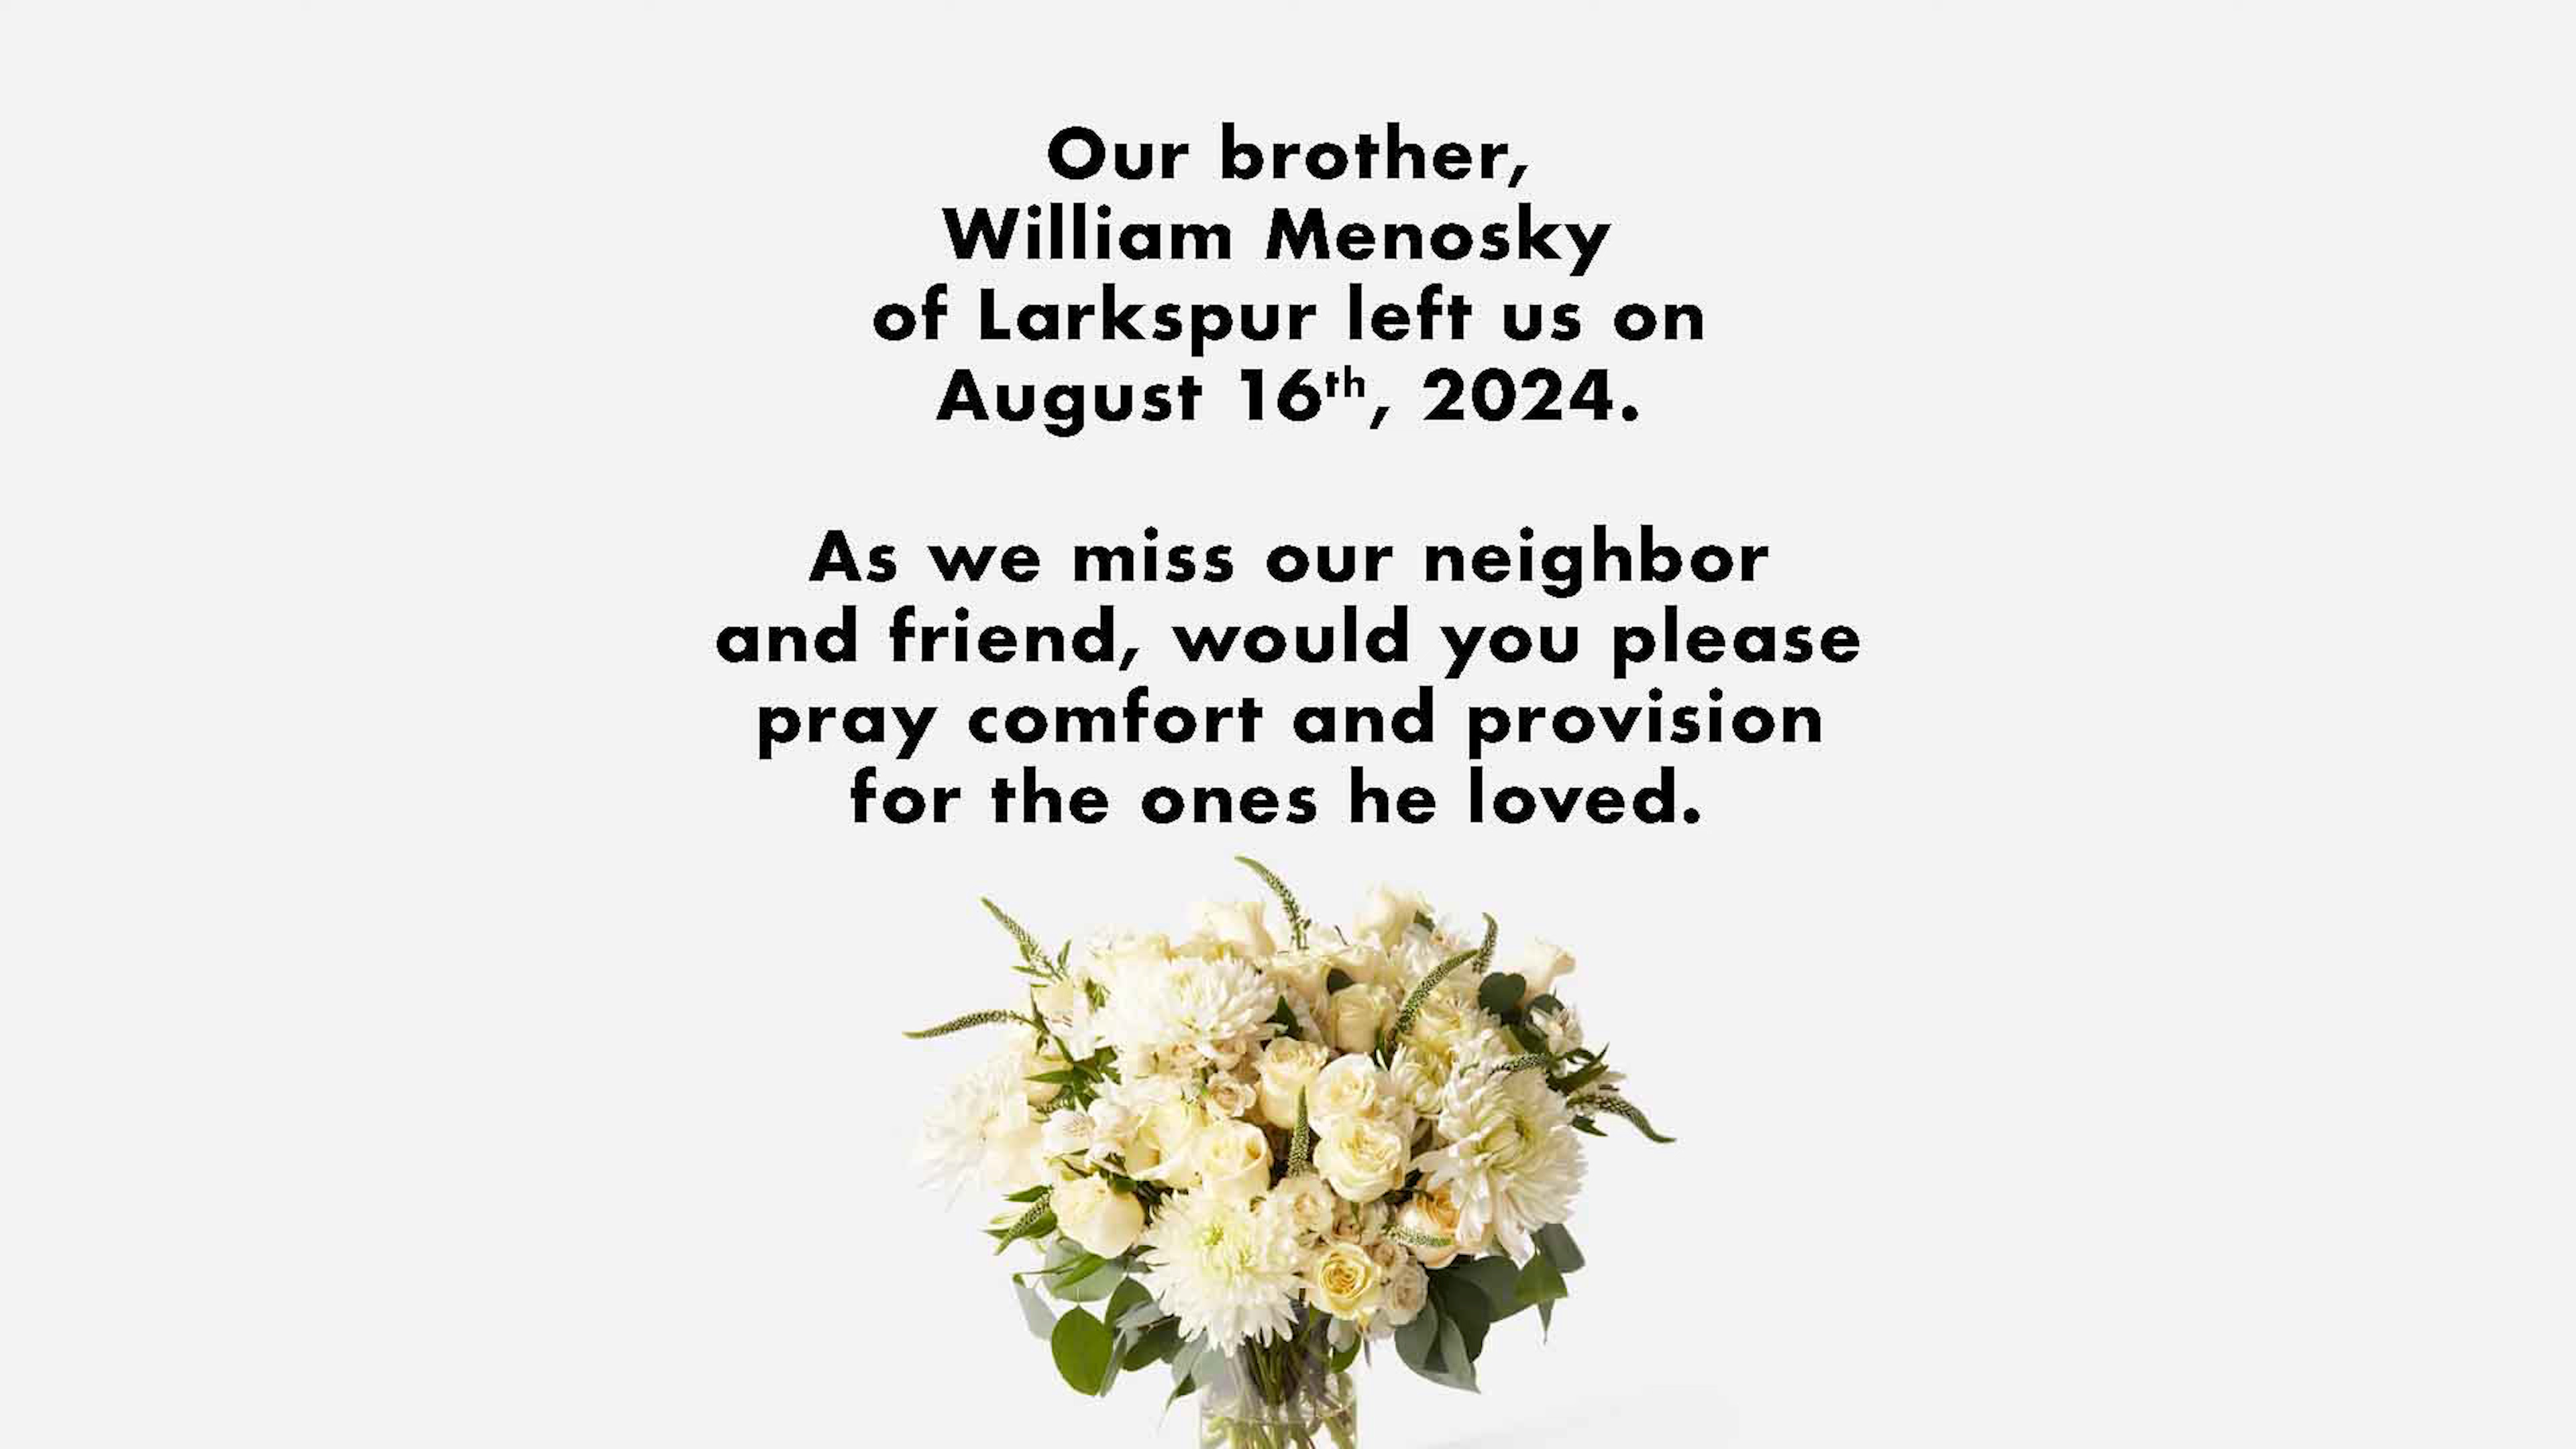 Our brother,
William Menosky
of Larkspur left us on
August 16th, 2024.
As we miss our neighbor
and friend, would you please
pray comfort and provision
for the ones he loved.